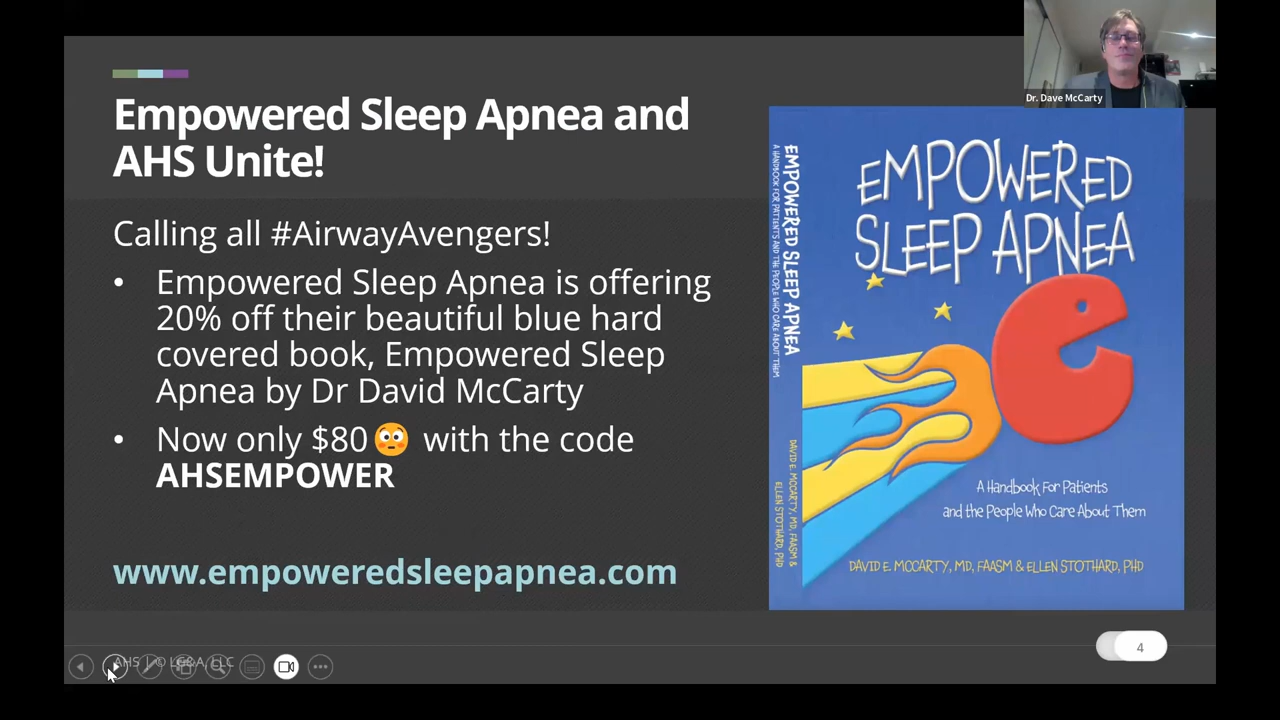 Dr. Dave McCarty
Empowered Sleep Apnea and
AHS Unite!
Calling all #AirwayAvengers!
• Empowered Sleep Apnea is offering
20% off their beautiful blue hard
covered book, Empowered Sleep
Apnea by Dr David McCarty
• Now only $80😳 with the code
AHSEMPOWER
www.empoweredsleepapnea.com
EMPOWERED SLEEP APNEA
A HANDBOOK FOR PATIENTS AND THE PEOPLE WHO CARE ABOUT THEM
DAVID E. MCCARTY, MD, FAASM &
ELLEN STOTHARD, PHD
EMPOWERED
SLEEP APNEA
e
A Handbook For Patients
and the People Who Care About Them
DAVID E. MCCARTY, MD, FAASM & ELLEN STOTHARD, PHD
AHS | © LGRA, LLC
4